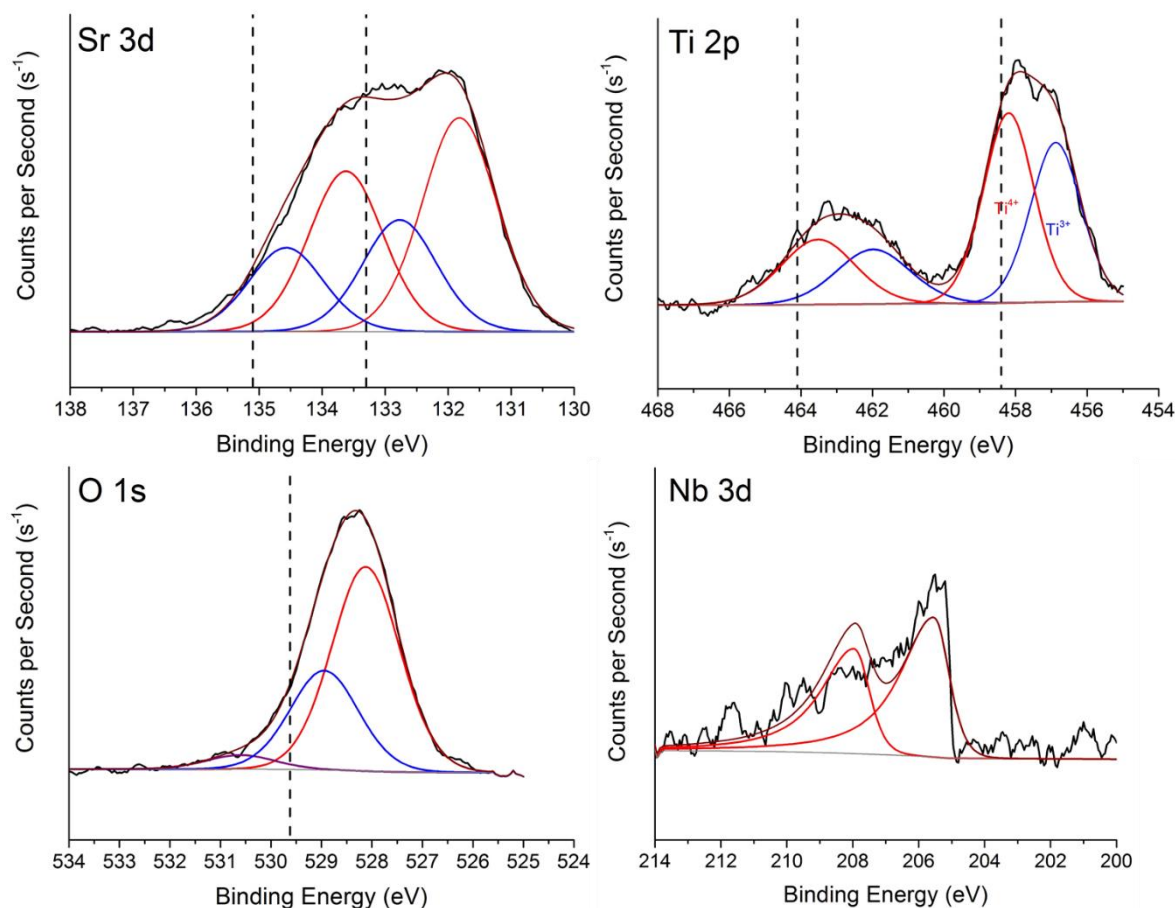 Sr 3d
Counts per Second (s⁻¹)
138 137 136 135 134 133 132 131 130
Binding Energy (eV)
Ti 2p
Counts per Second (s⁻¹)
Ti⁴⁺
Ti³⁺
468 466 464 462 460 458 456 454
Binding Energy (eV)
O 1s
Counts per Second (s⁻¹)
534 533 532 531 530 529 528 527 526 525 524
Binding Energy (eV)
Nb 3d
Counts per Second (s⁻¹)
214 212 210 208 206 204 202 200
Binding Energy (eV)